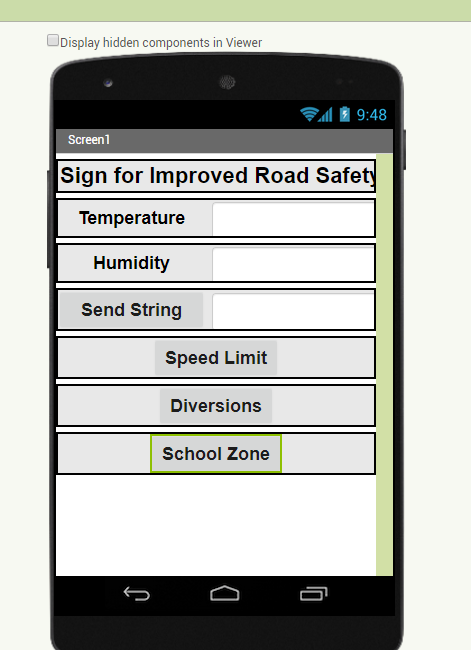 Display hidden components in Viewer
9:48
Screen1
Sign for Improved Road Safety
Temperature
Humidity
Send String
Speed Limit
Diversions
School Zone